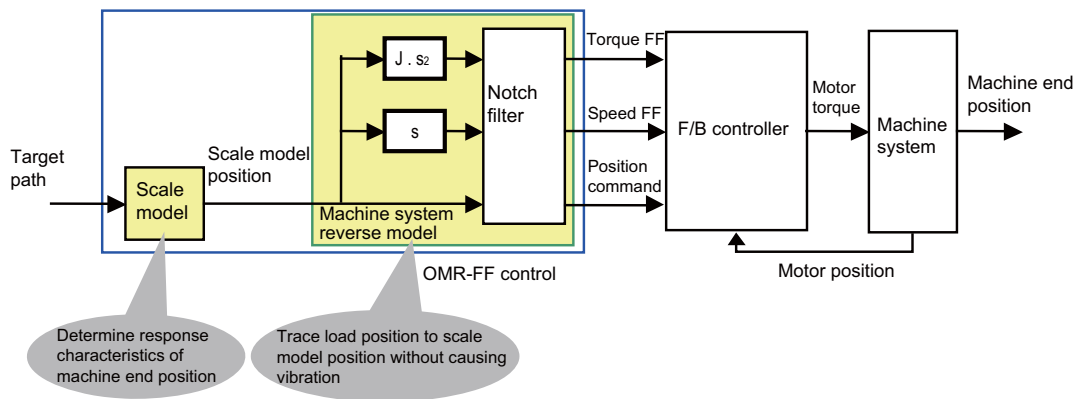 Target
path
Scale
model
Scale model
position
J . s2
s
Notch
filter
Machine system
reverse model
OMR-FF control
Torque FF
Speed FF
Position
command
F/B controller
Motor
torque
Machine
system
Machine end
position
Motor position
Determine response
characteristics of
machine end position
Trace load position to scale
model position without causing
vibration